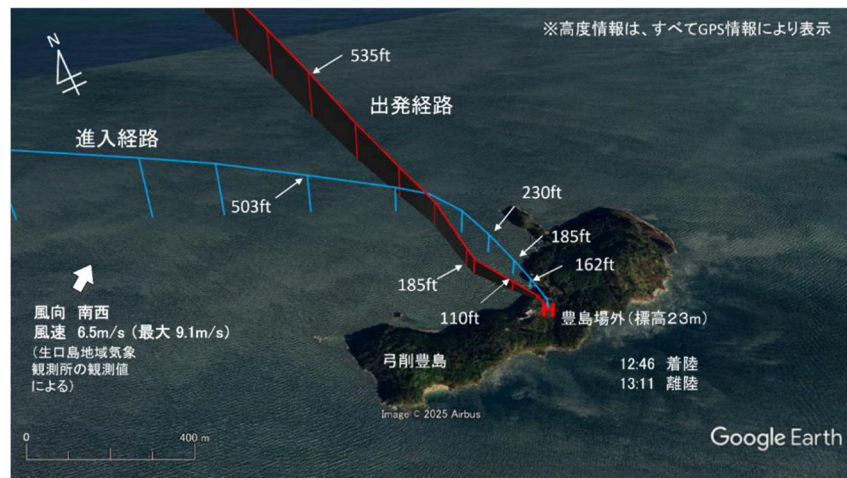 ※高度情報は、すべてGPS情報により表示
N
535ft
出発経路
進入経路
503ft
230ft
185ft
162ft
185ft
110ft
豊島場外(標高23m)
風向 南西
風速 6.5m/s (最大 9.1m/s)
(生口島地域気象
観測所の観測値
による)
弓削豊島
12:46 着陸
13:11 離陸
Image © 2025 Airbus
0 400 m
Google Earth
H